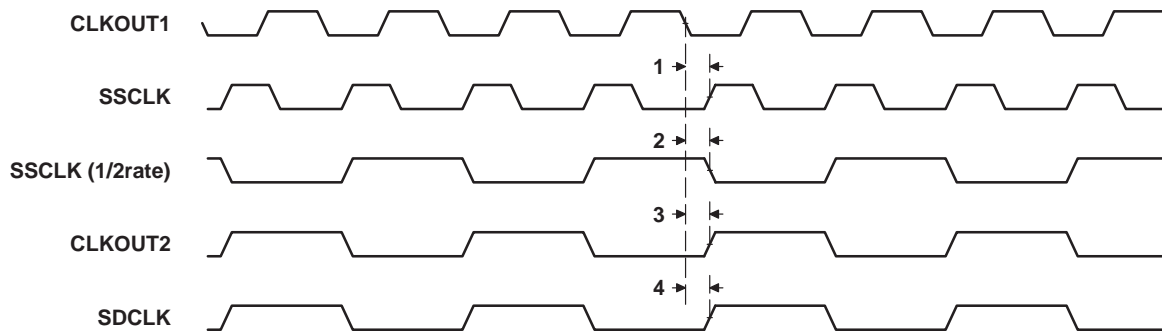 CLKOUT1
1
SSCLK
2
SSCLK (1/2rate)
3
CLKOUT2
4
SDCLK